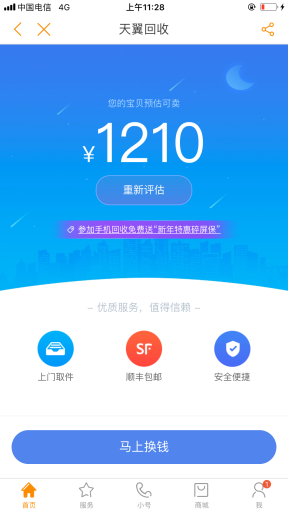 中国电信 4G 上午11:28
天翼回收
您的宝贝预估可卖
¥1210
重新评估
参加手机回收免费送"新年特惠碎屏保"
– 优质服务，值得信赖 –
SF
上门取件 顺丰包邮 安全便捷
马上换钱
1
首页 服务 小号 商城 我